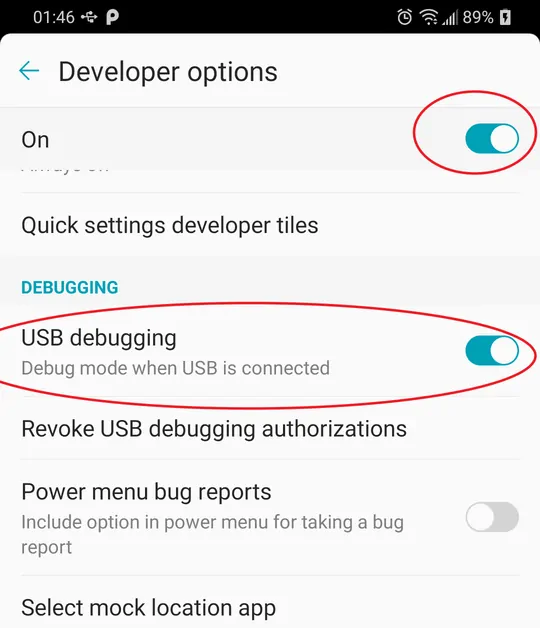 01:46 89%
Developer options
On
Quick settings developer tiles
DEBUGGING
USB debugging
Debug mode when USB is connected
Revoke USB debugging authorizations
Power menu bug reports
Include option in power menu for taking a bug
report
Select mock location app